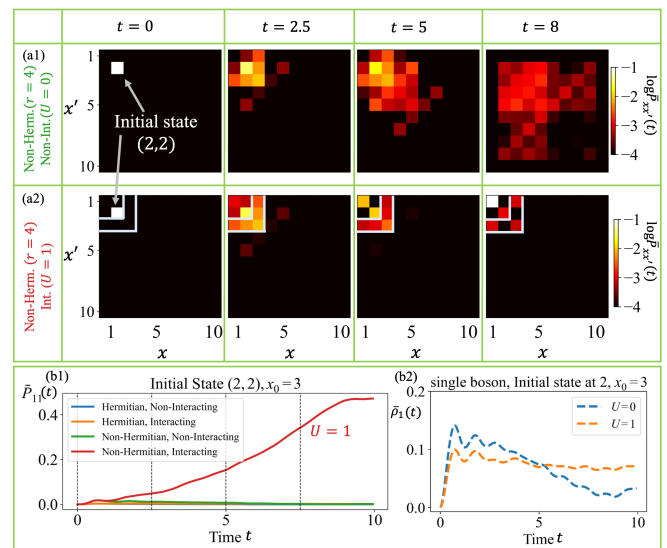 t = 0
t = 2.5
t = 5
t = 8
(a1)
Non-Herm.(r = 4)
Non-Int.(U = 0)
1
x′
5
10
Initial state
(2,2)
−1
−2
−3
−4
logP̄xx′(t)
(a2)
Non-Herm. (r = 4)
Int. (U = 1)
1
x′
5
10
−1
−2
−3
−4
logP̄xx′(t)
1 5 10
1 5 10
1 5 10
1 5 10
x
x
x
x
(b1)
Initial State (2, 2), x0 = 3
P̄11(t)
0.4
0.2
0.0
Hermitian, Non-Interacting
Hermitian, Interacting
Non-Hermitian, Non-Interacting
Non-Hermitian, Interacting
U = 1
0 5 10
Time t
(b2)
single boson, Initial state at 2, x0 = 3
ρ̄1(t)
0.2
0.1
0.0
U=0
U=1
0 5 10
Time t